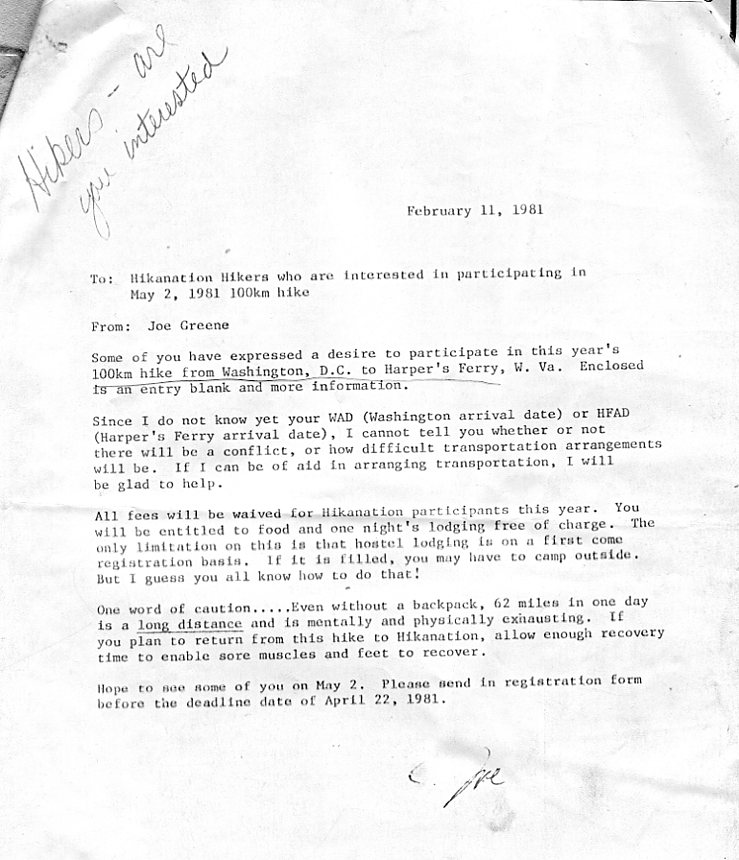 Hikers - are
you interested
February 11, 1981
To: Hikanation Hikers who are interested in participating in
May 2, 1981 100km hike
From: Joe Greene
Some of you have expressed a desire to participate in this year's
100km hike from Washington, D.C. to Harper's Ferry, W. Va. Enclosed
is an entry blank and more information.
Since I do not know yet your WAD (Washington arrival date) or HFAD
(Harper's Ferry arrival date), I cannot tell you whether or not
there will be a conflict, or how difficult transportation arrangements
will be. If I can be of aid in arranging transportation, I will
be glad to help.
All fees will be waived for Hikanation participants this year. You
will be entitled to food and one night's lodging free of charge. The
only limitation on this is that hostel lodging is on a first come
registration basis. If it is filled, you may have to camp outside.
But I guess you all know how to do that!
One word of caution.....Even without a backpack, 62 miles in one day
is a long distance and is mentally and physically exhausting. If
you plan to return from this hike to Hikanation, allow enough recovery
time to enable sore muscles and feet to recover.
Hope to see some of you on May 2. Please send in registration form
before the deadline date of April 22, 1981.
Joe